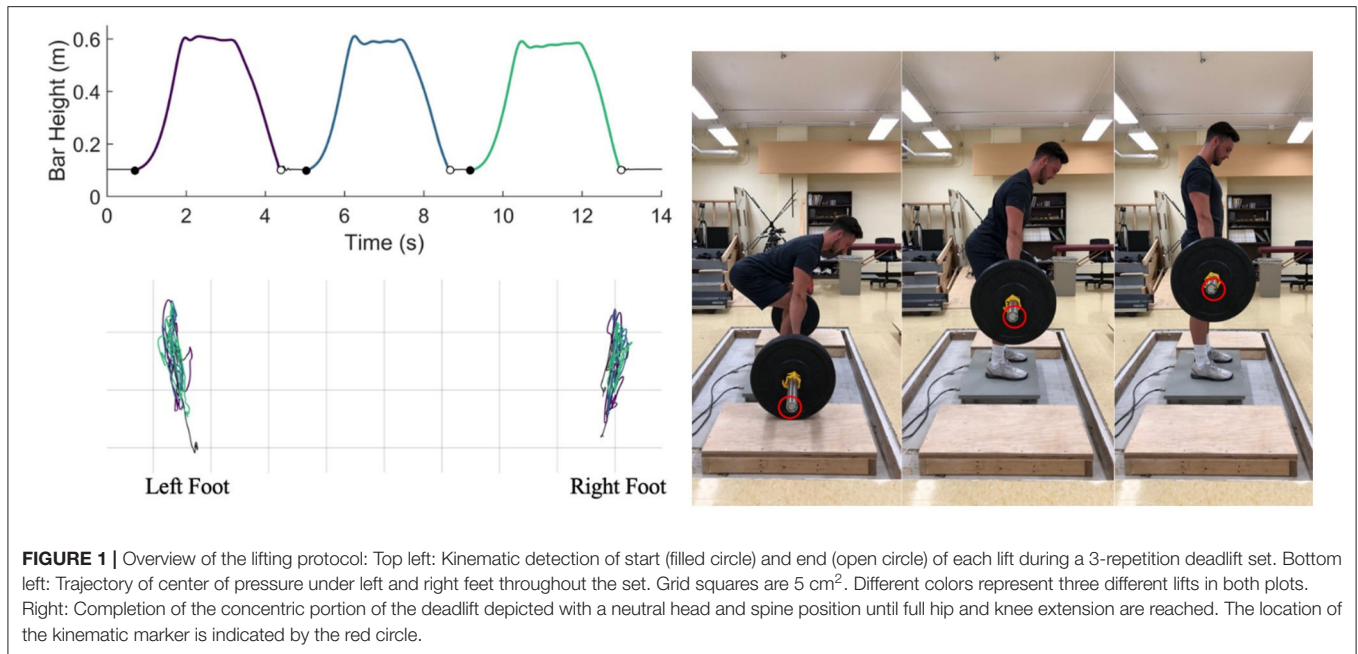 Bar Height (m)
0.6
0.4
0.2
0
0 2 4 6 8 10 12 14
Time (s)
Left Foot Right Foot
FIGURE 1 | Overview of the lifting protocol: Top left: Kinematic detection of start (filled circle) and end (open circle) of each lift during a 3-repetition deadlift set. Bottom
left: Trajectory of center of pressure under left and right feet throughout the set. Grid squares are 5 cm². Different colors represent three different lifts in both plots.
Right: Completion of the concentric portion of the deadlift depicted with a neutral head and spine position until full hip and knee extension are reached. The location of
the kinematic marker is indicated by the red circle.